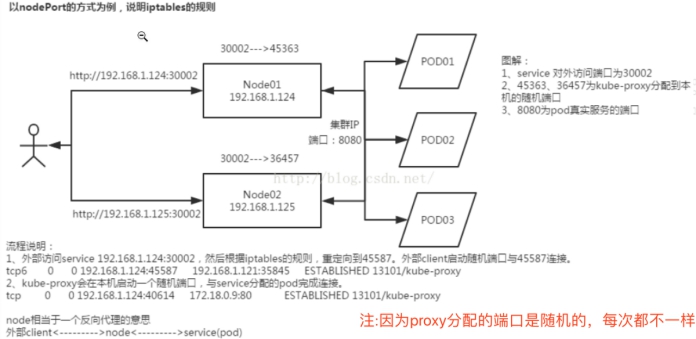 以nodePort的方式为例，说明iptables的规则
30002--->45363
http://192.168.1.124:30002
Node01
192.168.1.124
POD01
图解：
1、service 对外访问端口为30002
2、45363、36457为kube-proxy分配到本
机的随机端口
3、8080为pod真实服务的端口
集群IP
端口：8080
POD02
30002--->36457
http://blog.csdn.net/
Node02
192.168.1.125
http://192.168.1.125:30002
POD03
流程说明：
1、外部访问service 192.168.1.124:30002，然后根据iptables的规则，重定向到45587。外部client启动随机端口与45587连接。
tcp6 0 0 192.168.1.124:45587 192.168.1.121:35845 ESTABLISHED 13101/kube-proxy
2、kube-proxy会在本机启动一个随机端口，与service分配的pod完成连接。
tcp 0 0 192.168.1.124:40614 172.18.0.9:80 ESTABLISHED 13101/kube-proxy
node相当于一个反向代理的意思
外部client<--------->node<--------->service(pod)
注:因为proxy分配的端口是随机的，每次都不一样